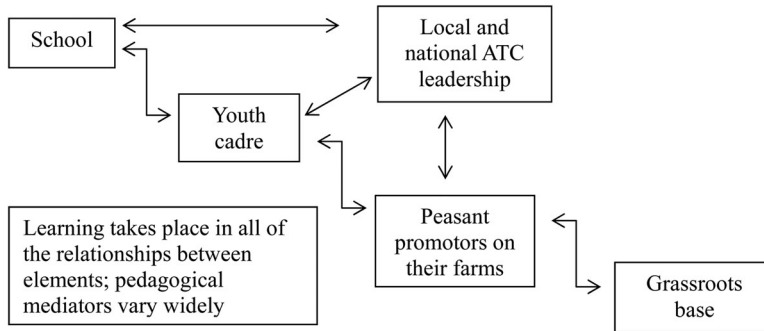 School
Local and
national ATC
leadership
Youth
cadre
Peasant
promotors on
their farms
Learning takes place in all of
the relationships between
elements; pedagogical
mediators vary widely
Grassroots
base